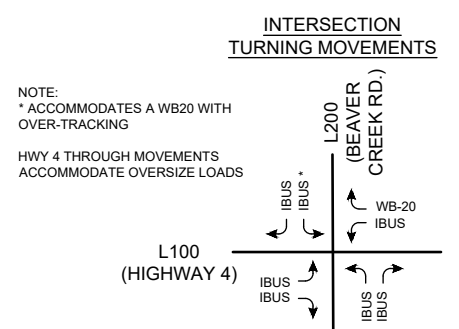 INTERSECTION
TURNING MOVEMENTS
NOTE:
* ACCOMMODATES A WB20 WITH
OVER-TRACKING
HWY 4 THROUGH MOVEMENTS
ACCOMMODATE OVERSIZE LOADS
L200
(BEAVER
CREEK RD.)
IBUS
IBUS *
WB-20
IBUS
L100
(HIGHWAY 4)
IBUS
IBUS
IBUS
IBUS